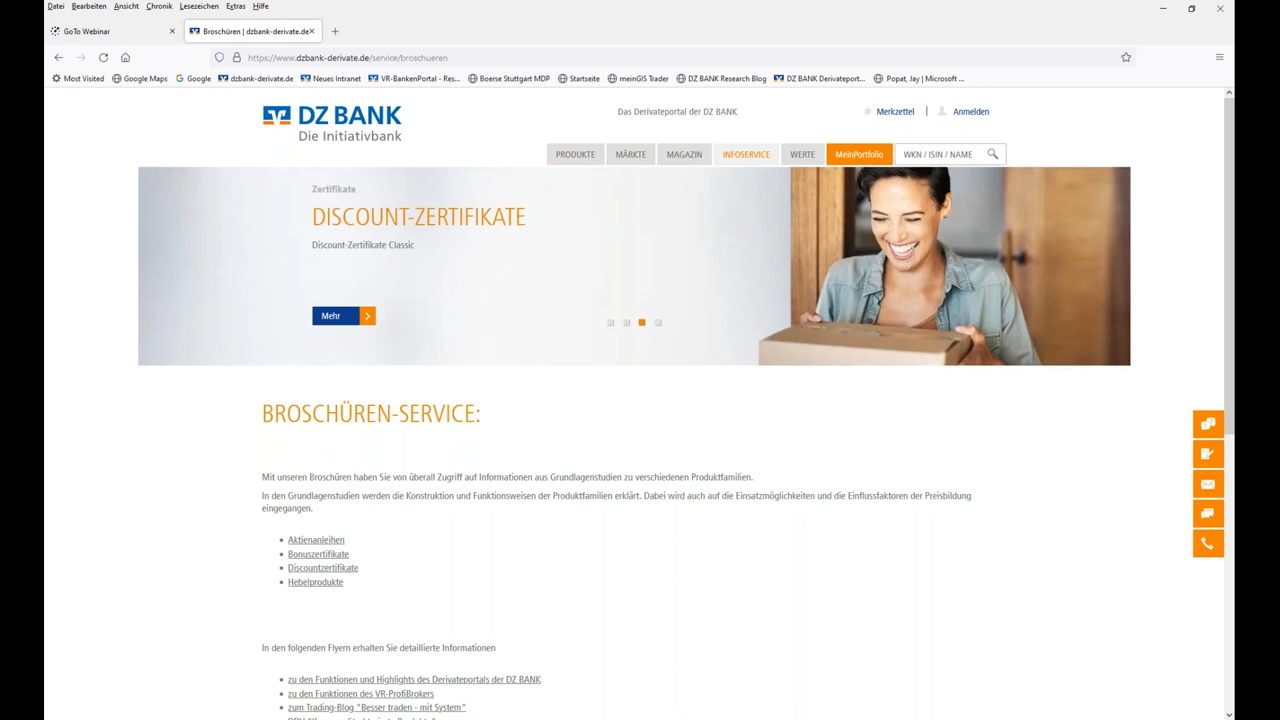 Datei Bearbeiten Ansicht Chronik Lesezeichen Extras Hilfe
GoTo Webinar
Broschüren | dzbank-derivate.de
https://www.dzbank-derivate.de/service/broschueren
Most Visited Google Maps Google dzbank-derivate.de Neues Intranet VR-BankenPortal - Res... Boerse Stuttgart MDP Startseite meinGIS Trader DZ BANK Research Blog DZ BANK Derivateport... Popat, Jay | Microsoft ...
DZ BANK
Die Initiativbank
Das Derivateportal der DZ BANK
Merkzettel | Anmelden
PRODUKTE MÄRKTE MAGAZIN INFOSERVICE WERTE MeinPortfolio WKN / ISIN / NAME
Zertifikate
DISCOUNT-ZERTIFIKATE
Discount-Zertifikate Classic
Mehr
BROSCHÜREN-SERVICE:
Mit unseren Broschüren haben Sie von überall Zugriff auf Informationen aus Grundlagenstudien zu verschiedenen Produktfamilien.
In den Grundlagenstudien werden die Konstruktion und Funktionsweisen der Produktfamilien erklärt. Dabei wird auch auf die Einsatzmöglichkeiten und die Einflussfaktoren der Preisbildung
eingegangen.
• Aktienanleihen
• Bonuszertifikate
• Discountzertifikate
• Hebelprodukte
In den folgenden Flyern erhalten Sie detaillierte Informationen
• zu den Funktionen und Highlights des Derivateportals der DZ BANK
• zu den Funktionen des VR-ProfiBrokers
• zum Trading-Blog "Besser traden - mit System"